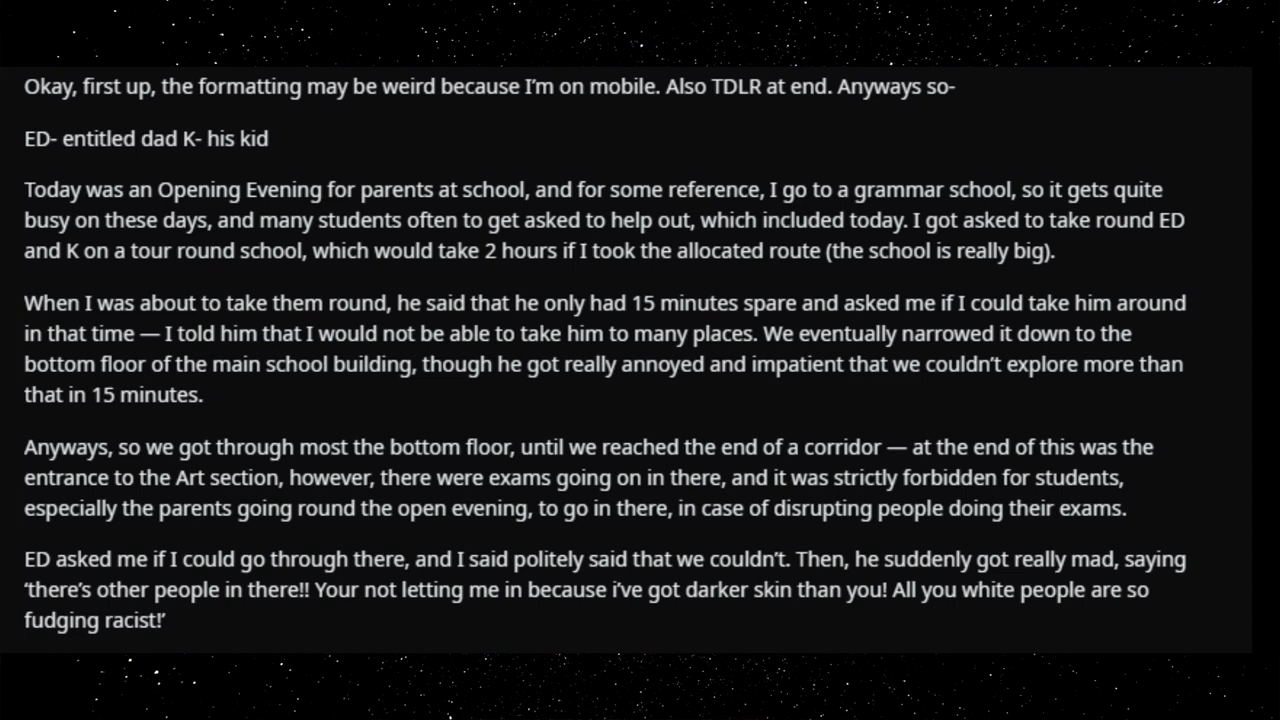 Okay, first up, the formatting may be weird because I’m on mobile. Also TDLR at end. Anyways so-
ED- entitled dad K- his kid
Today was an Opening Evening for parents at school, and for some reference, I go to a grammar school, so it gets quite
busy on these days, and many students often to get asked to help out, which included today. I got asked to take round ED
and K on a tour round school, which would take 2 hours if I took the allocated route (the school is really big).
When I was about to take them round, he said that he only had 15 minutes spare and asked me if I could take him around
in that time — I told him that I would not be able to take him to many places. We eventually narrowed it down to the
bottom floor of the main school building, though he got really annoyed and impatient that we couldn’t explore more than
that in 15 minutes.
Anyways, so we got through most the bottom floor, until we reached the end of a corridor — at the end of this was the
entrance to the Art section, however, there were exams going on in there, and it was strictly forbidden for students,
especially the parents going round the open evening, to go in there, in case of disrupting people doing their exams.
ED asked me if I could go through there, and I said politely said that we couldn’t. Then, he suddenly got really mad, saying
‘there’s other people in there!! Your not letting me in because i’ve got darker skin than you! All you white people are so
fudging racist!’